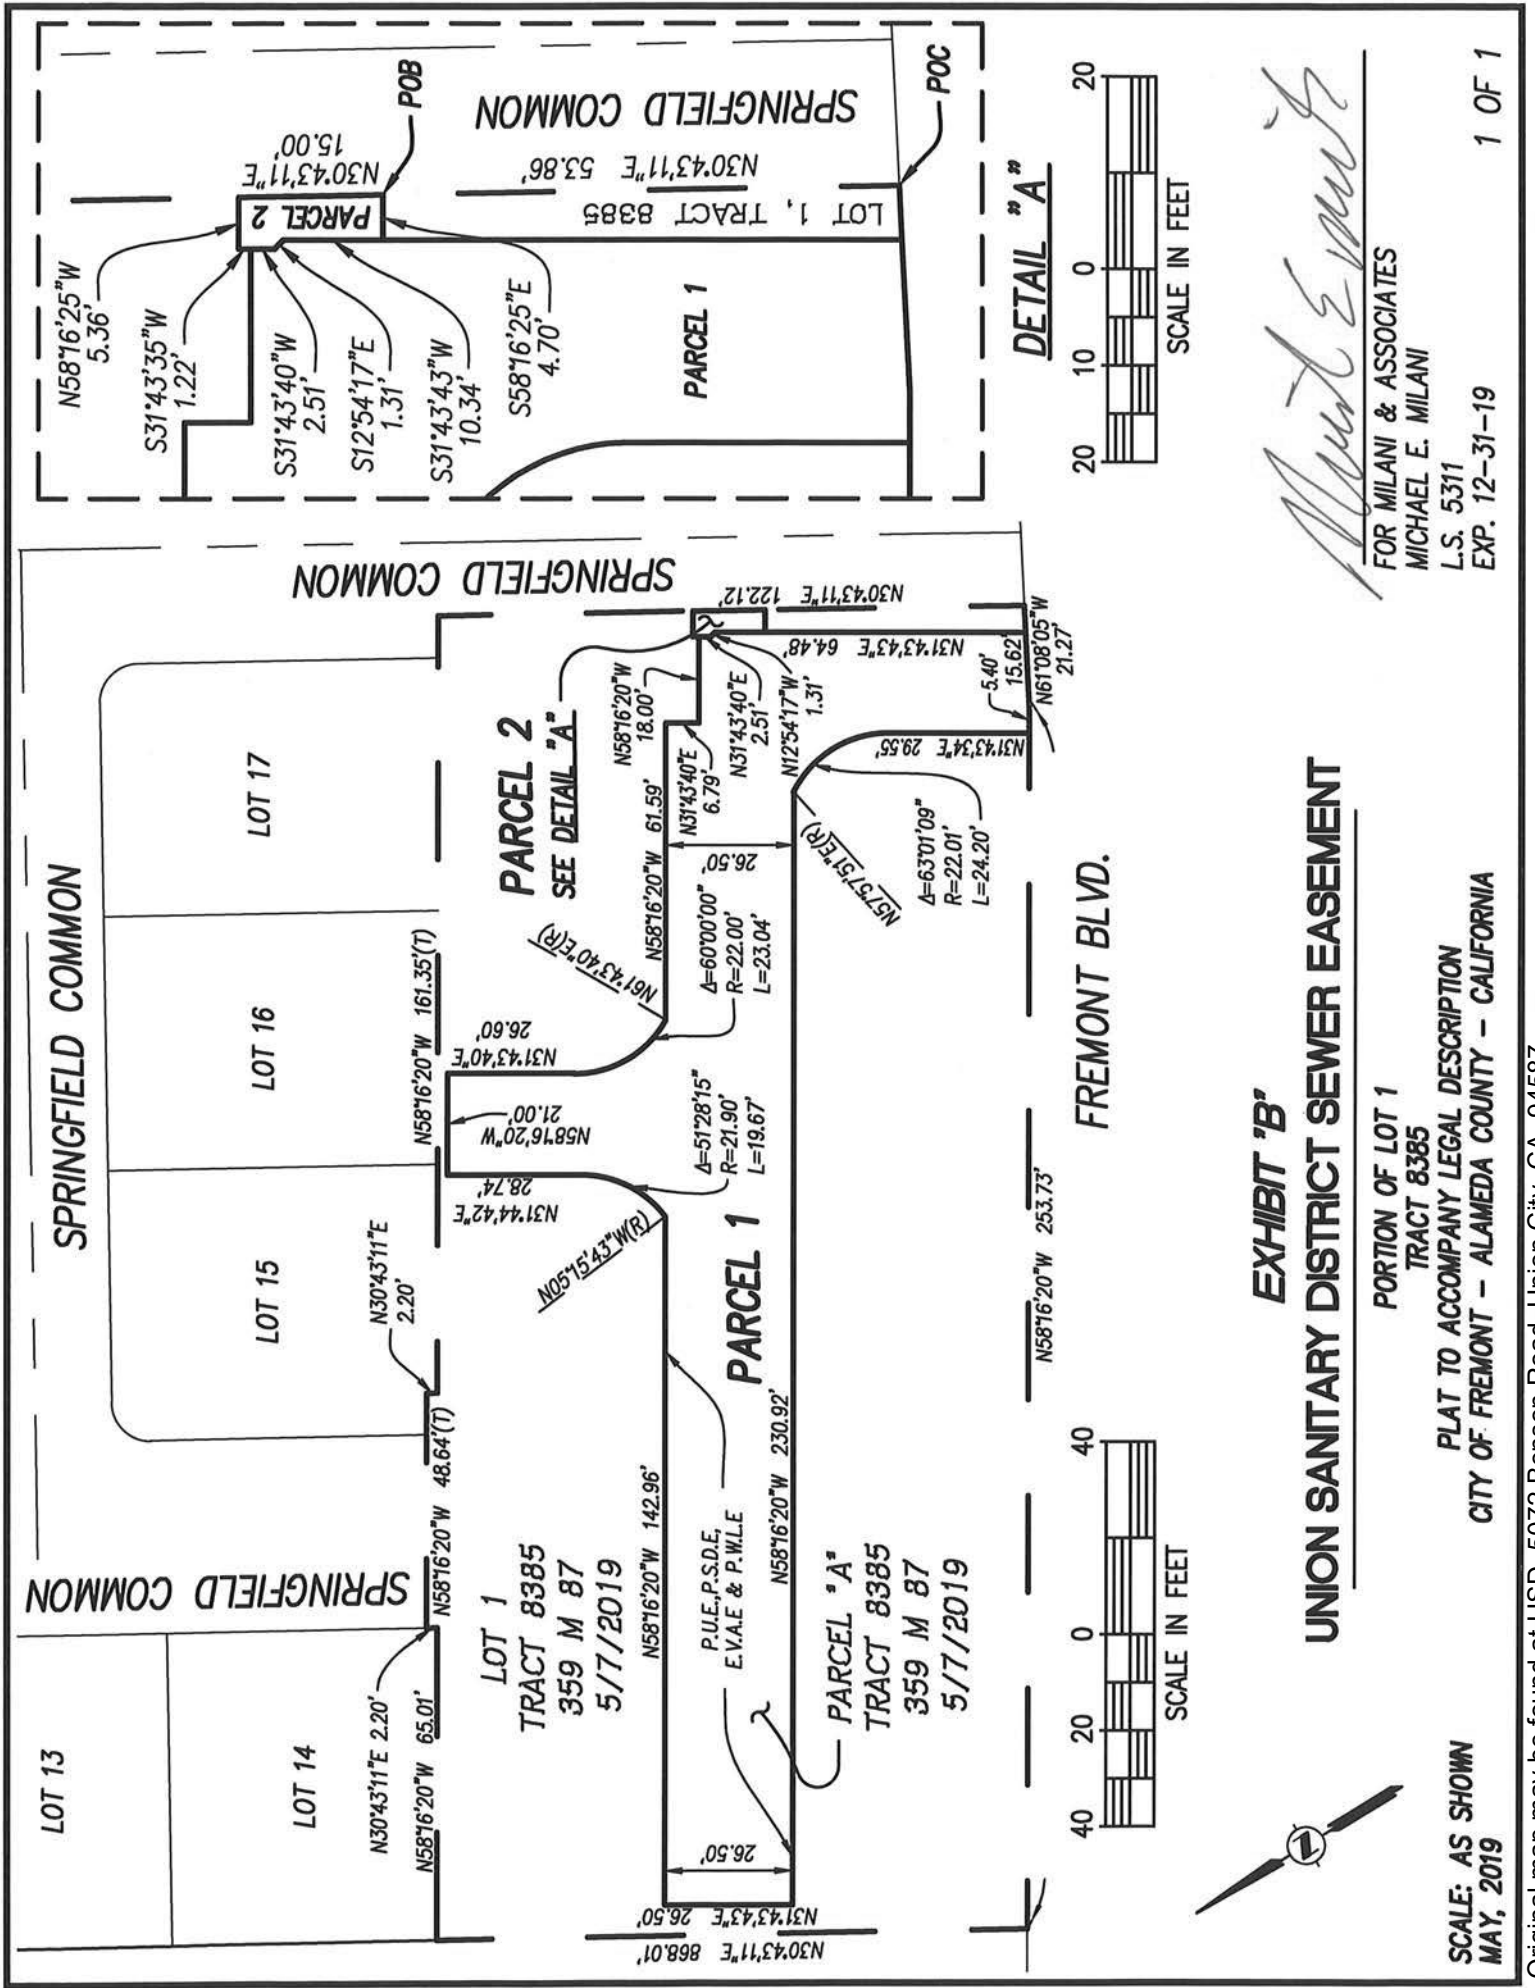 SPRINGFIELD COMMON
LOT 13
LOT 14
SPRINGFIELD COMMON
LOT 15
LOT 16
LOT 17
N30°43'11"E 2.20'
N58°16'20"W 65.01'
N58°16'20"W 48.64'(T)
N30°43'11"E
2.20'
N58°16'20"W 161.35'(T)
SPRINGFIELD COMMON
LOT 1
TRACT 8385
359 M 87
5/7/2019
N31°44'42"E
28.74'
N58°16'20"W
21.00'
N31°43'40"E
26.60'
N05°15'43"W(R)
Δ=51°28'15"
R=21.90'
L=19.67'
N61°43'40"E(R)
Δ=60°00'00"
R=22.00'
L=23.04'
PARCEL 2
SEE DETAIL "A"
N58°16'20"W 142.96'
N58°16'20"W 61.59'
N58°16'20"W
18.00'
N31°43'40"E
6.79'
N31°43'40"E
2.51'
N12°54'17"W
1.31'
N30°43'11"E 122.12'
N31°43'43"E 64.48'
26.50'
26.50'
P.U.E.,P.S.D.E,
E.V.A.E & P.W.L.E
PARCEL 1
N58°16'20"W 230.92'
N57°57'51"E(R)
Δ=63°01'09"
R=22.01'
L=24.20'
N31°43'34"E 29.55'
5.40'
15.62'
N61°08'05"W
21.27'
N31°43'43"E 26.50'
N30°43'11"E 868.01'
PARCEL "A"
TRACT 8385
359 M 87
5/7/2019
N58°16'20"W 253.73'
FREMONT BLVD.
40 20 0 40
SCALE IN FEET
N58°16'25"W
5.36'
S31°43'35"W
1.22'
S31°43'40"W
2.51'
S12°54'17"E
1.31'
S31°43'43"W
10.34'
S58°16'25"E
4.70'
PARCEL 2
N30°43'11"E
15.00'
POB
PARCEL 1
LOT 1, TRACT 8385
N30°43'11"E 53.86'
SPRINGFIELD COMMON
POC
DETAIL "A"
20 10 0 20
SCALE IN FEET
EXHIBIT 'B'
UNION SANITARY DISTRICT SEWER EASEMENT
PORTION OF LOT 1
TRACT 8385
PLAT TO ACCOMPANY LEGAL DESCRIPTION
CITY OF FREMONT - ALAMEDA COUNTY - CALIFORNIA
SCALE: AS SHOWN
MAY, 2019
FOR MILANI & ASSOCIATES
MICHAEL E. MILANI
L.S. 5311
EXP. 12-31-19
1 OF 1
Original map may be found at USD, 5072 Benson Road, Union City, CA, 94587